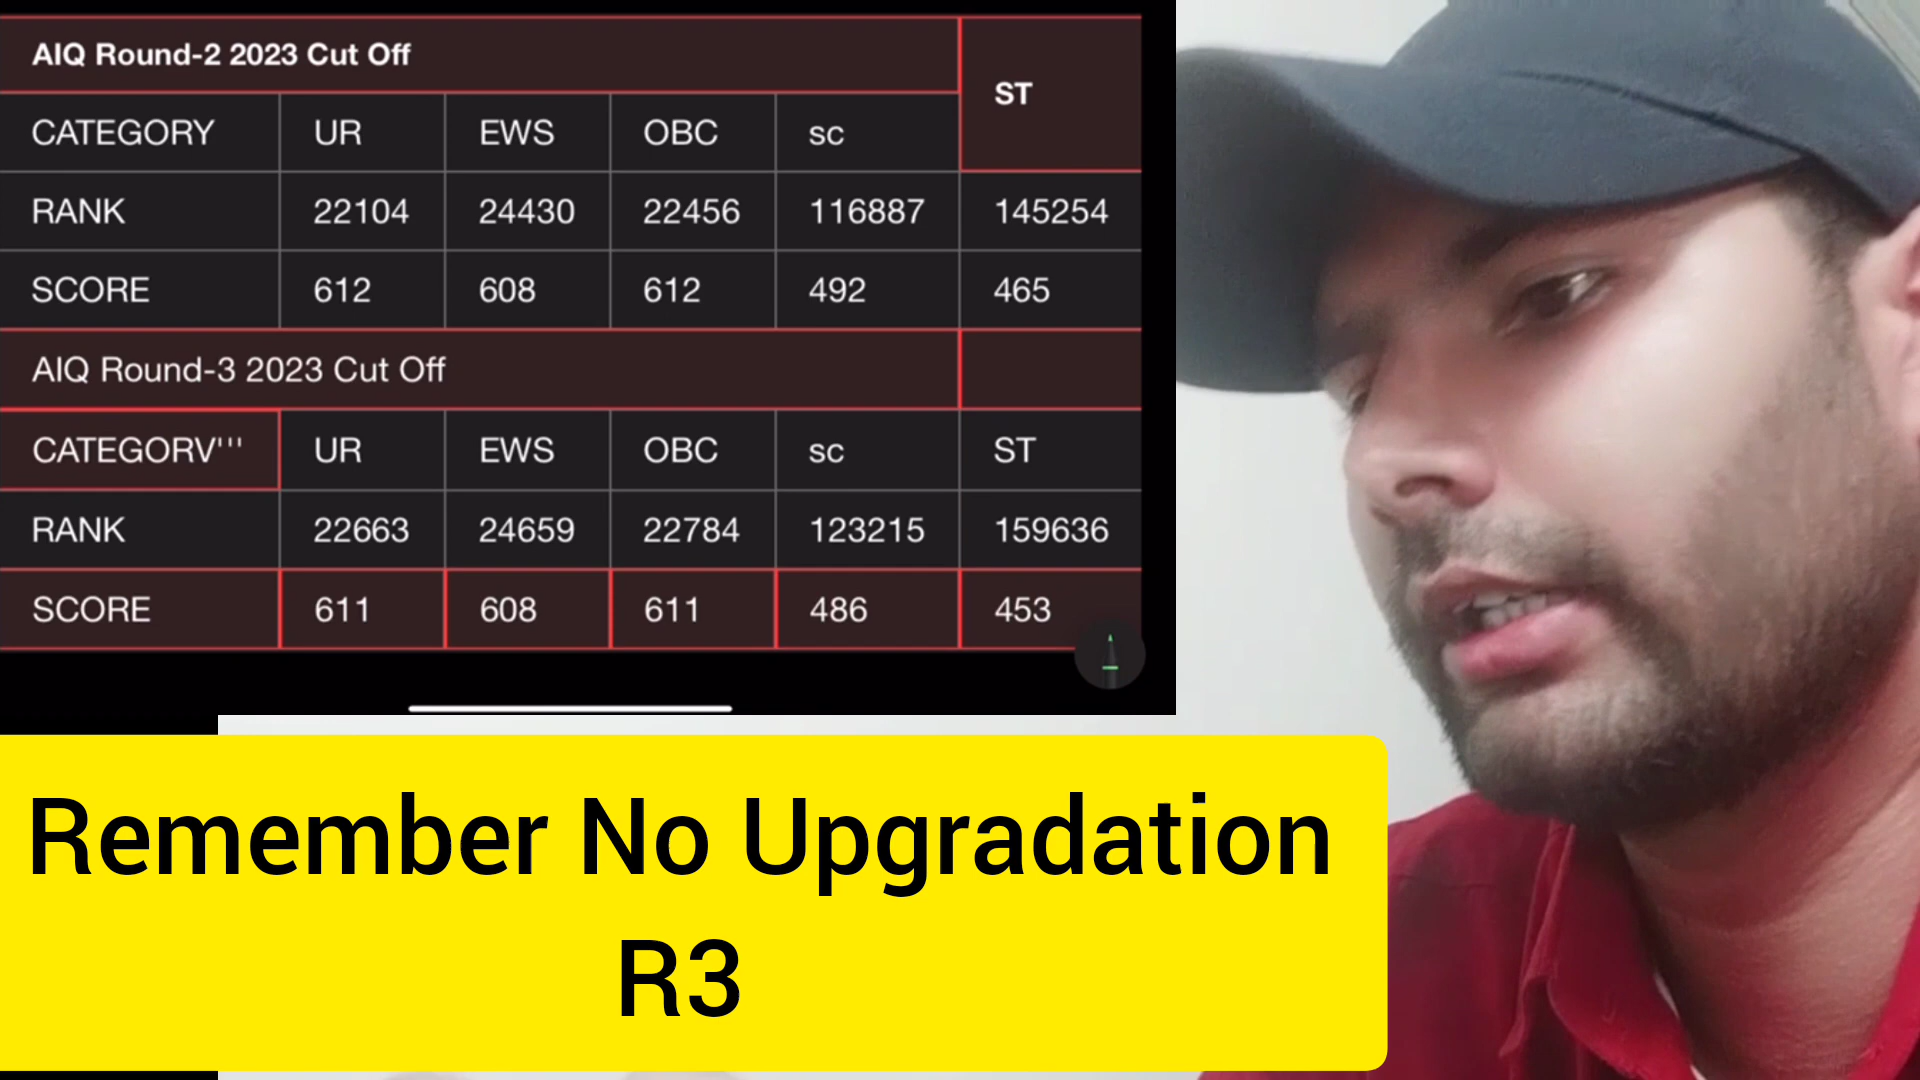 AIQ Round-2 2023 Cut Off
ST
CATEGORY UR EWS OBC sc
RANK 22104 24430 22456 116887 145254
SCORE 612 608 612 492 465
AIQ Round-3 2023 Cut Off
CATEGORV''' UR EWS OBC sc ST
RANK 22663 24659 22784 123215 159636
SCORE 611 608 611 486 453
Remember No Upgradation
R3